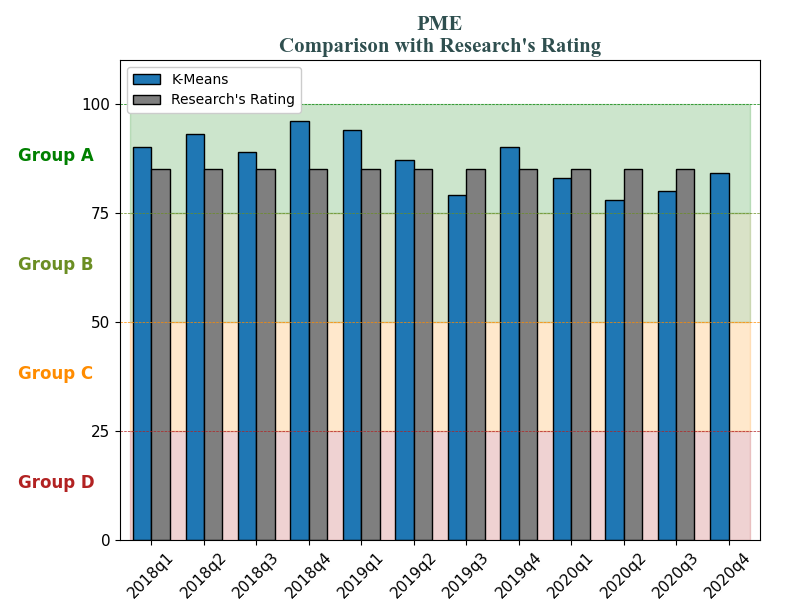 PME
Comparison with Research's Rating
K-Means
Research's Rating
100
75
50
25
0
Group A
Group B
Group C
Group D
2018q1
2018q2
2018q3
2018q4
2019q1
2019q2
2019q3
2019q4
2020q1
2020q2
2020q3
2020q4